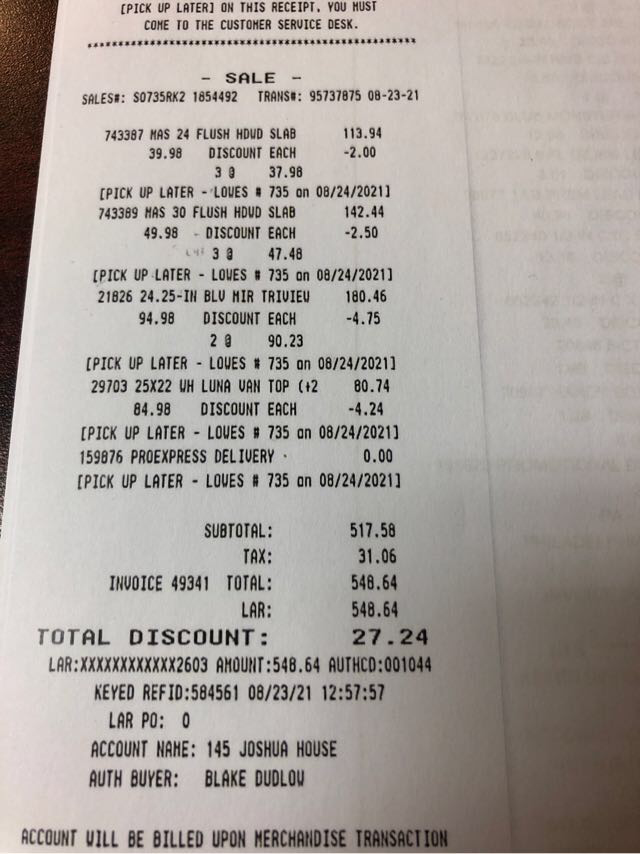 [PICK UP LATER] ON THIS RECEIPT, YOU MUST
COME TO THE CUSTOMER SERVICE DESK.
******************************************
- SALE -
SALES#: S0735RK2 1854492 TRANS#: 95737875 08-23-21
743387 MAS 24 FLUSH HDWD SLAB 113.94
39.98 DISCOUNT EACH -2.00
3 @ 37.98
[PICK UP LATER - LOWES # 735 on 08/24/2021]
743389 MAS 30 FLUSH HDWD SLAB 142.44
49.98 DISCOUNT EACH -2.50
3 @ 47.48
[PICK UP LATER - LOWES # 735 on 08/24/2021]
21826 24.25-IN BLV MIR TRIVIEW 180.46
94.98 DISCOUNT EACH -4.75
2 @ 90.23
[PICK UP LATER - LOWES # 735 on 08/24/2021]
29703 25X22 WH LUNA VAN TOP (+2 80.74
84.98 DISCOUNT EACH -4.24
[PICK UP LATER - LOWES # 735 on 08/24/2021]
159876 PROEXPRESS DELIVERY 0.00
[PICK UP LATER - LOWES # 735 on 08/24/2021]
SUBTOTAL: 517.58
TAX: 31.06
INVOICE 49341 TOTAL: 548.64
LAR: 548.64
TOTAL DISCOUNT: 27.24
LAR:XXXXXXXXXXXX2603 AMOUNT:548.64 AUTHCD:001044
KEYED REFID:584561 08/23/21 12:57:57
LAR PO: 0
ACCOUNT NAME: 145 JOSHUA HOUSE
AUTH BUYER: BLAKE DUDLOW
ACCOUNT WILL BE BILLED UPON MERCHANDISE TRANSACTION